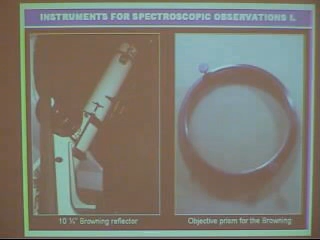 INSTRUMENTS FOR SPECTROSCOPIC OBSERVATIONS I.
10 ¼" Browning reflector
Objective prism for the Browning